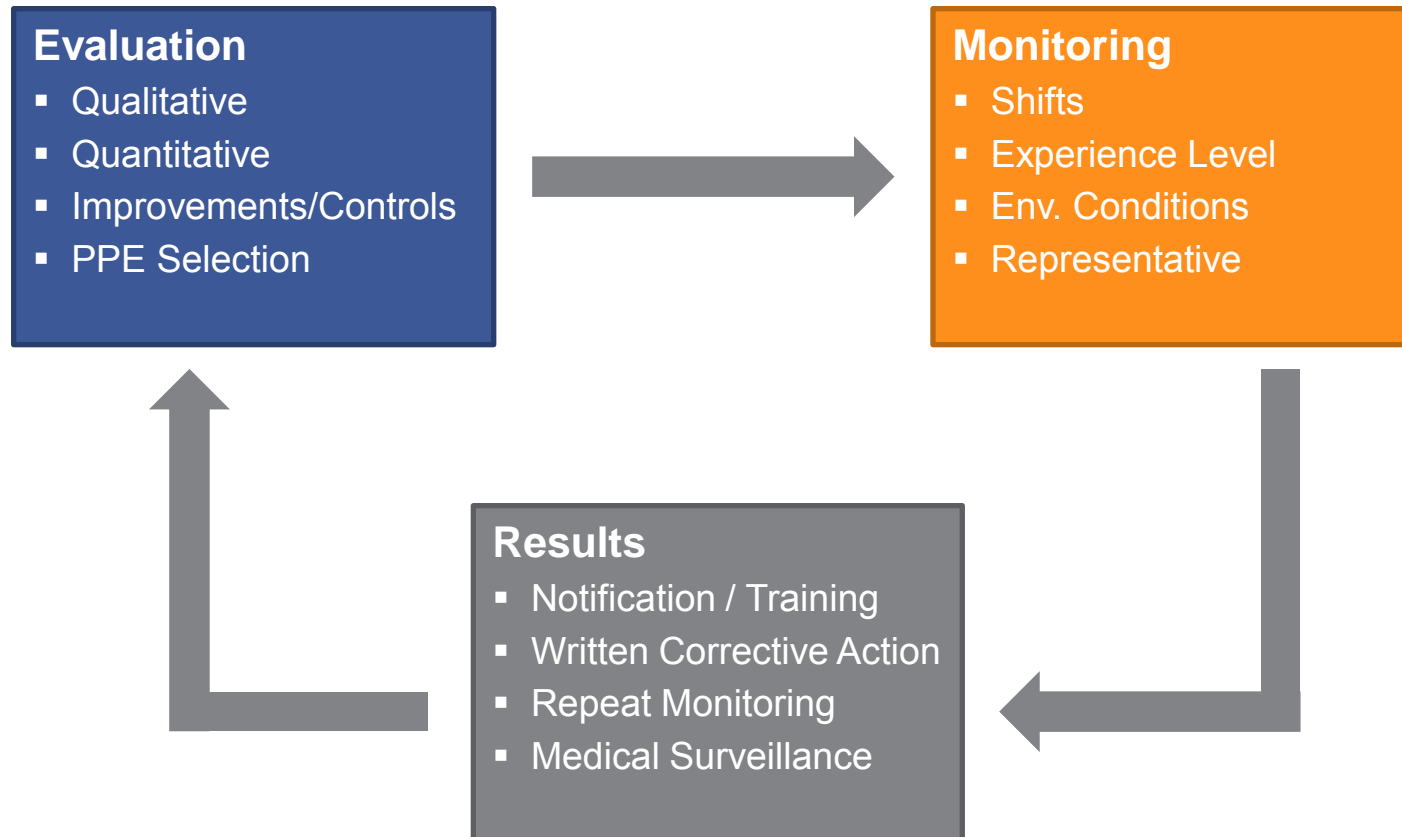 Evaluation
▪ Qualitative
▪ Quantitative
▪ Improvements/Controls
▪ PPE Selection
Monitoring
▪ Shifts
▪ Experience Level
▪ Env. Conditions
▪ Representative
Results
▪ Notification / Training
▪ Written Corrective Action
▪ Repeat Monitoring
▪ Medical Surveillance